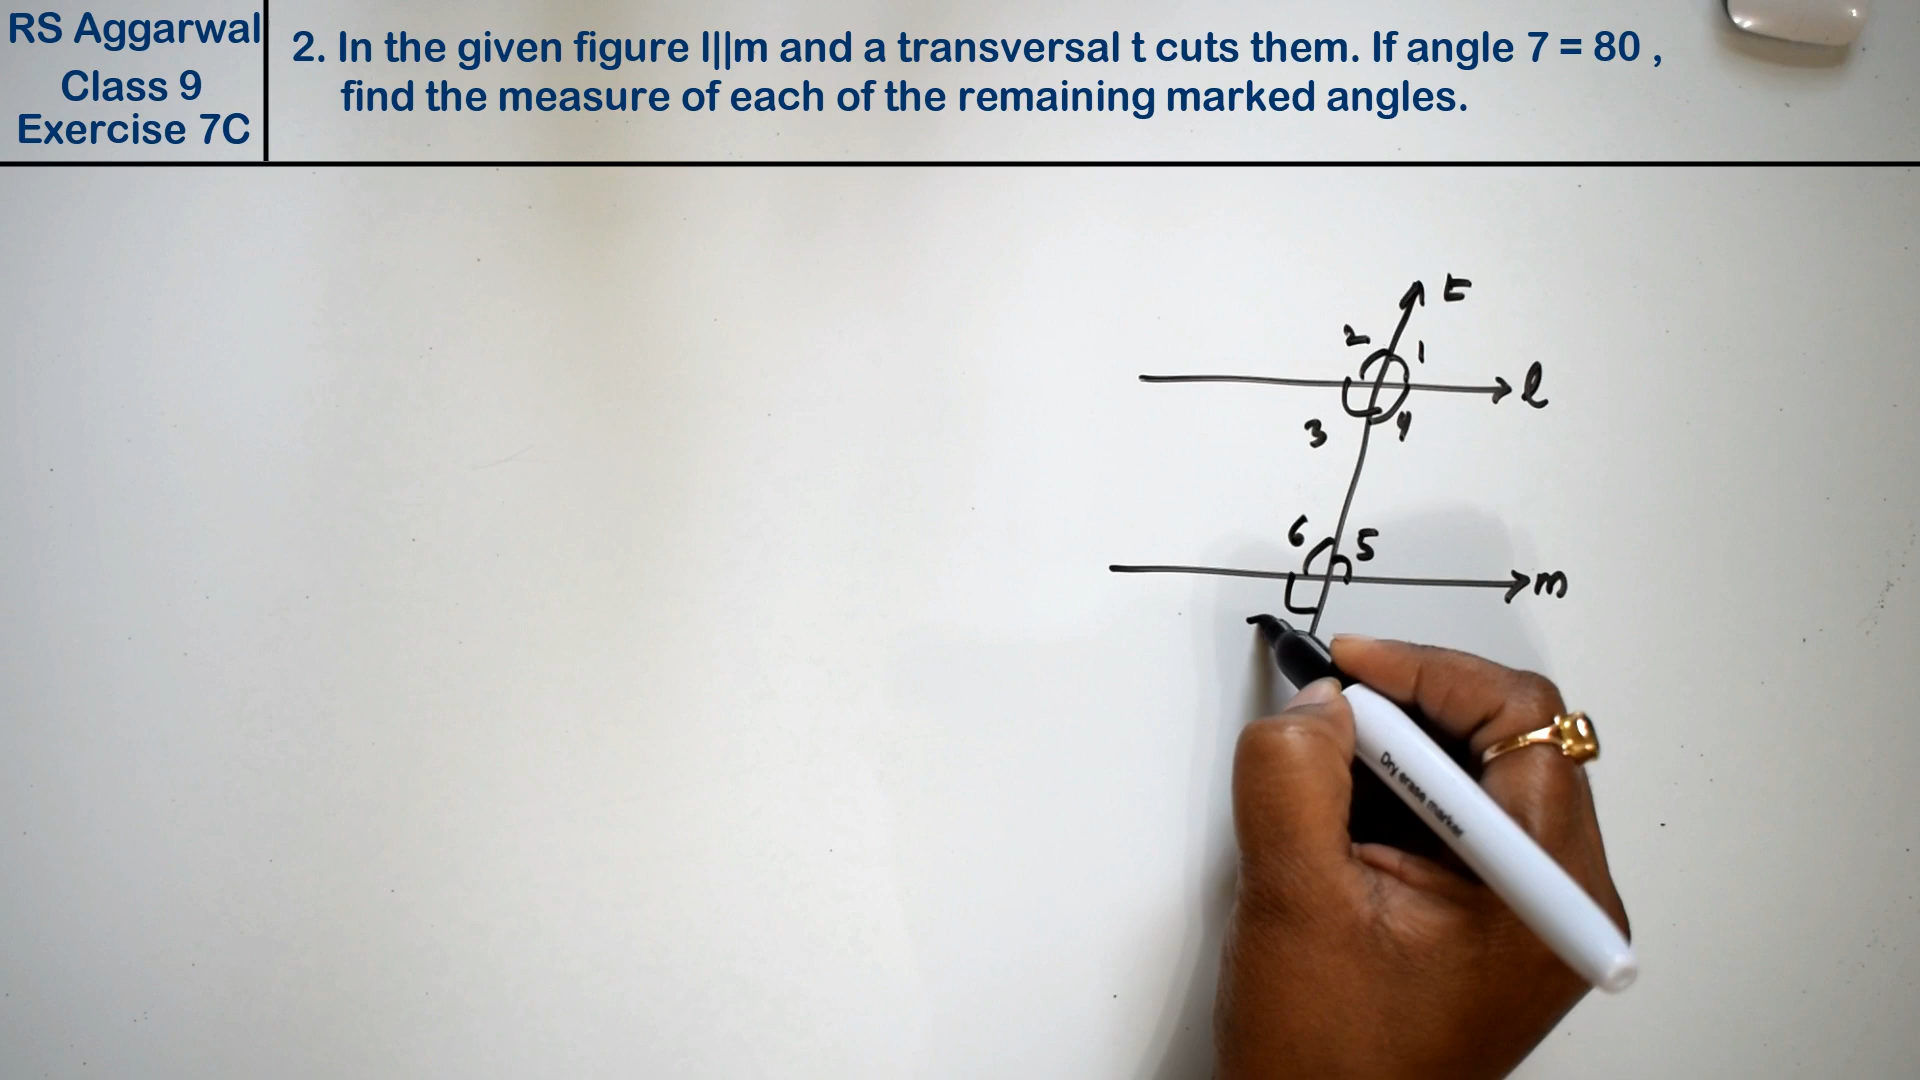 RS Aggarwal
Class 9
Exercise 7C
2. In the given figure l||m and a transversal t cuts them. If angle 7 = 80 ,
find the measure of each of the remaining marked angles.
t
2
1
l
3
4
6
5
m
Dry erase marker